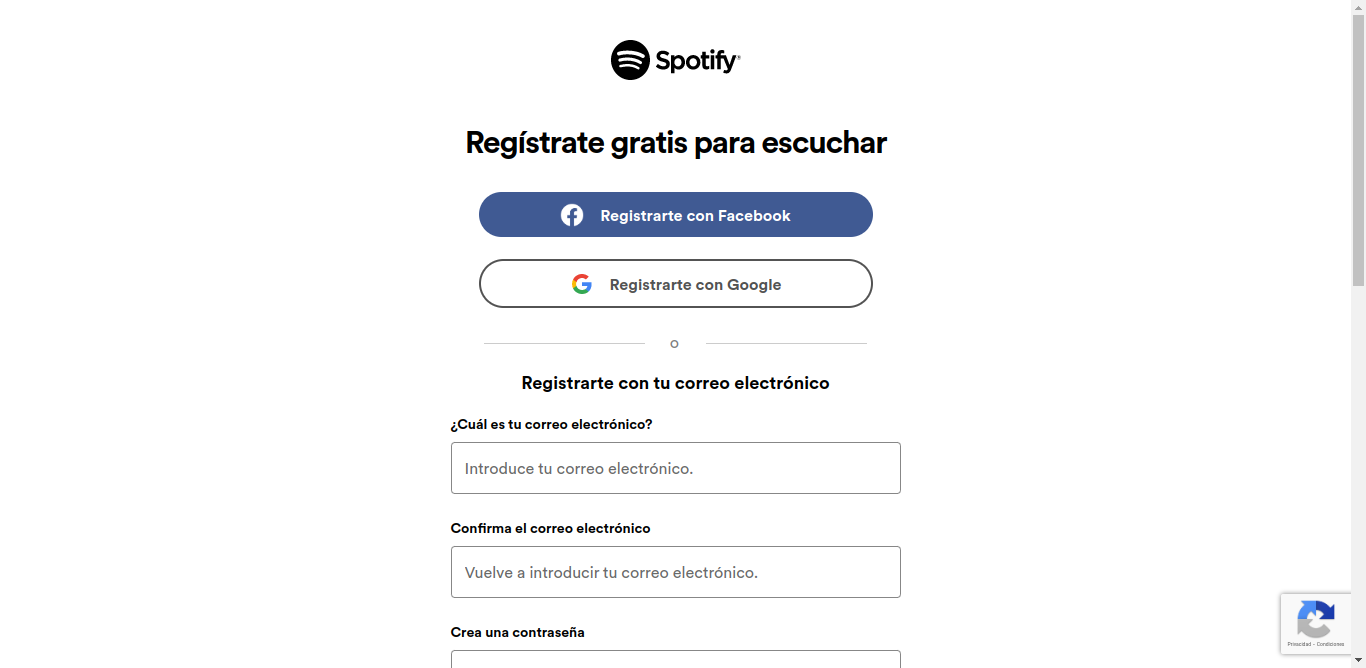 Spotify®
Regístrate gratis para escuchar
Registrarte con Facebook
Registrarte con Google
o
Registrarte con tu correo electrónico
¿Cuál es tu correo electrónico?
Introduce tu correo electrónico.
Confirma el correo electrónico
Vuelve a introducir tu correo electrónico.
Crea una contraseña
Privacidad - Condiciones